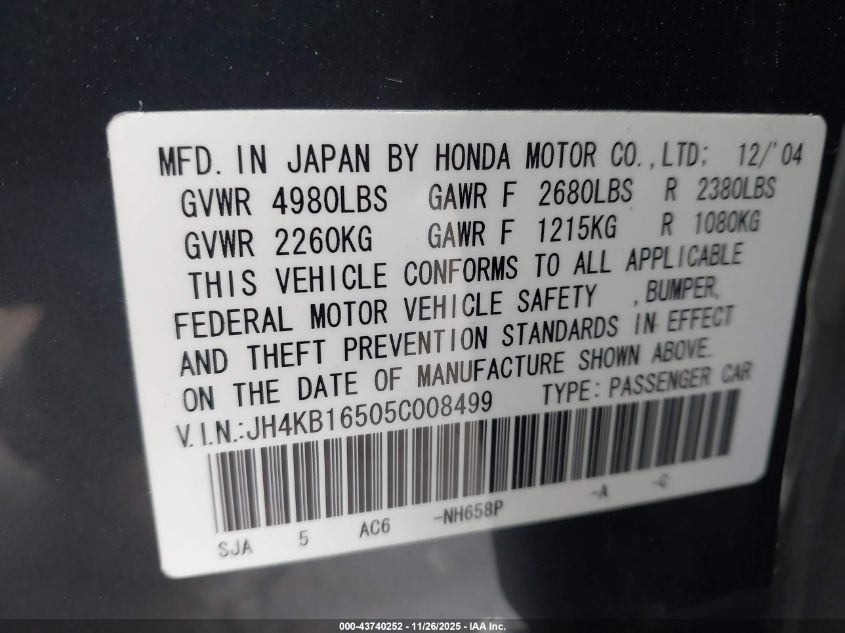 MFD. IN JAPAN BY HONDA MOTOR CO.,LTD; 12/'04
GVWR 4980LBS GAWR F 2680LBS R 2380LBS
GVWR 2260KG GAWR F 1215KG R 1080KG
THIS VEHICLE CONFORMS TO ALL APPLICABLE
FEDERAL MOTOR VEHICLE SAFETY ,BUMPER,
AND THEFT PREVENTION STANDARDS IN EFFECT
ON THE DATE OF MANUFACTURE SHOWN ABOVE.
V.I.N.:JH4KB16505C008499 TYPE:PASSENGER CAR
SJA 5 AC6 -NH658P -A -C
000-43740252 | 11/26/2025 - IAA Inc.